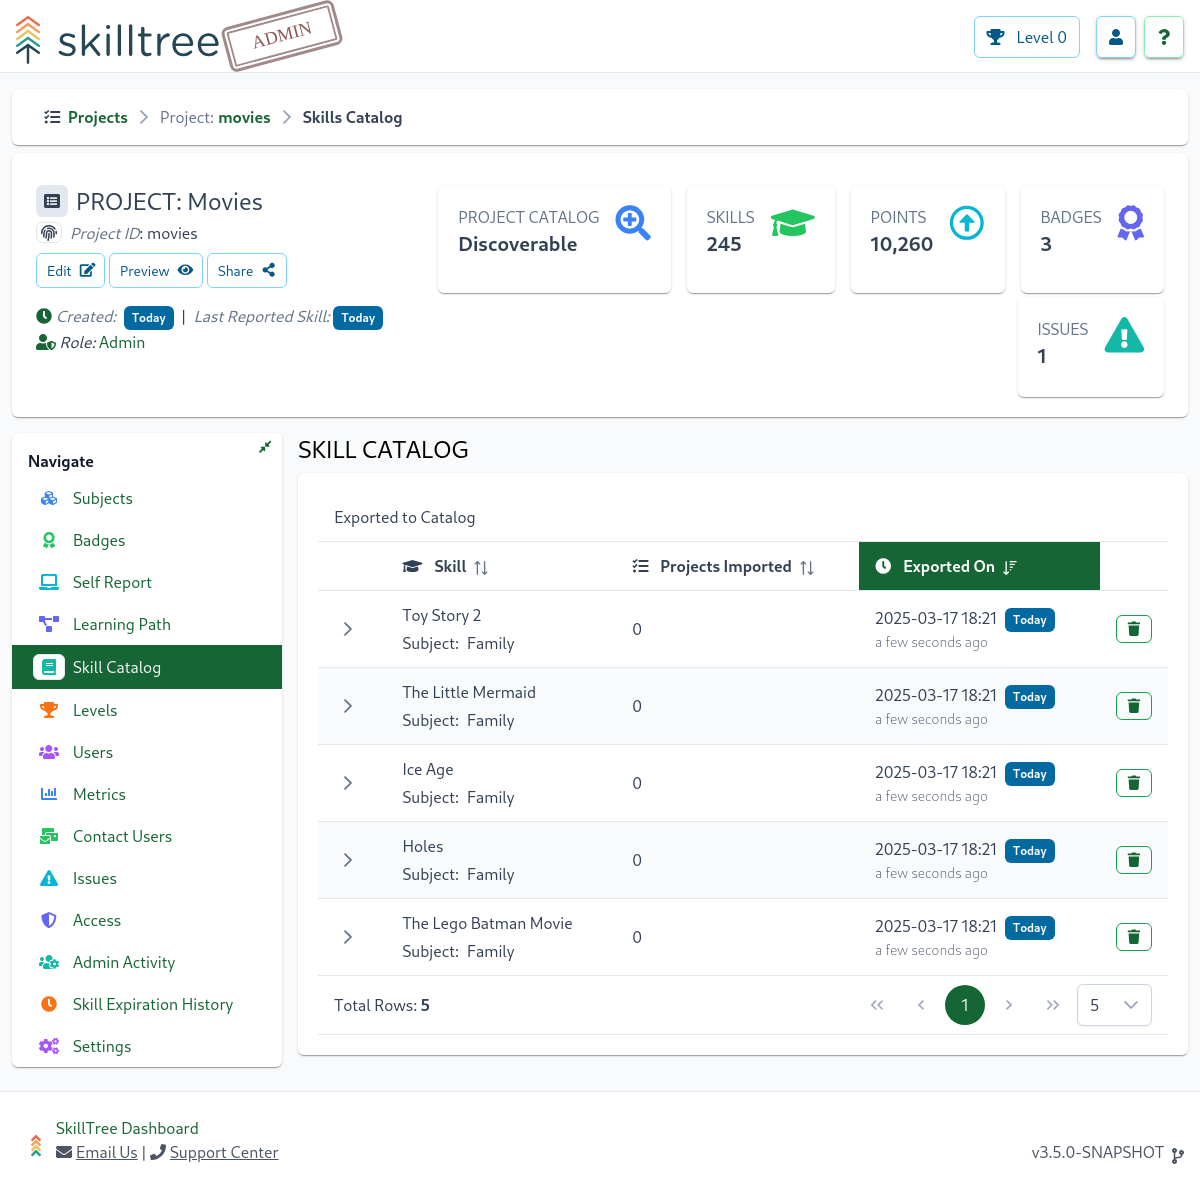 skilltree
ADMIN
Level 0
?
Projects
Project: movies
Skills Catalog
PROJECT: Movies
Project ID: movies
Edit
Preview
Share
Created: Today | Last Reported Skill: Today
Role: Admin
PROJECT CATALOG
Discoverable
SKILLS
245
POINTS
10,260
BADGES
3
ISSUES
1
Navigate
Subjects
Badges
Self Report
Learning Path
Skill Catalog
Levels
Users
Metrics
Contact Users
Issues
Access
Admin Activity
Skill Expiration History
Settings
SKILL CATALOG
Exported to Catalog
Skill Projects Imported Exported On
Toy Story 2
Subject: Family
0
2025-03-17 18:21 Today
a few seconds ago
The Little Mermaid
Subject: Family
0
2025-03-17 18:21 Today
a few seconds ago
Ice Age
Subject: Family
0
2025-03-17 18:21 Today
a few seconds ago
Holes
Subject: Family
0
2025-03-17 18:21 Today
a few seconds ago
The Lego Batman Movie
Subject: Family
0
2025-03-17 18:21 Today
a few seconds ago
Total Rows: 5
1
5
SkillTree Dashboard
Email Us | Support Center
v3.5.0-SNAPSHOT